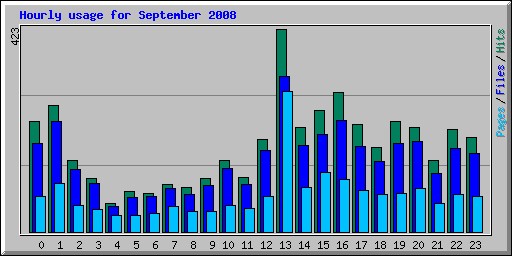 Hourly usage for September 2008
423
Pages / Files / Hits
0 1 2 3 4 5 6 7 8 9 10 11 12 13 14 15 16 17 18 19 20 21 22 23